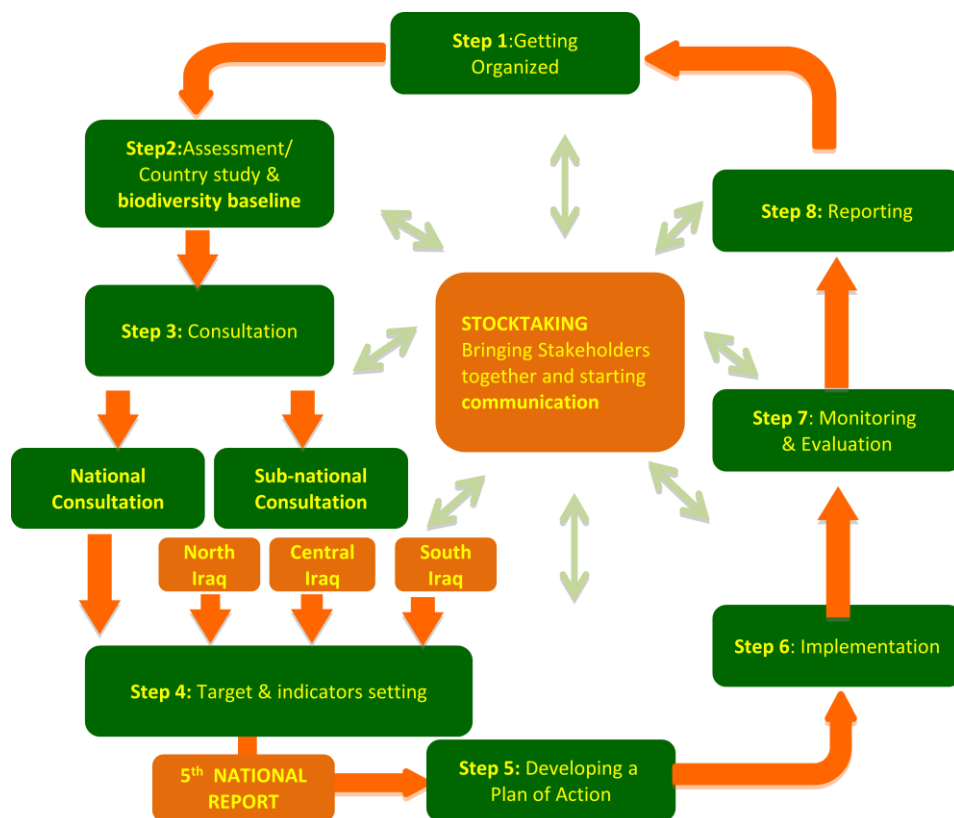 Step 1:Getting
Organized
Step2:Assessment/
Country study &
biodiversity baseline
Step 8: Reporting
Step 3: Consultation
STOCKTAKING
Bringing Stakeholders
together and starting
communication
Step 7: Monitoring
& Evaluation
National
Consultation
Sub-national
Consultation
North
Iraq
Central
Iraq
South
Iraq
Step 6: Implementation
Step 4: Target & indicators setting
5th NATIONAL
REPORT
Step 5: Developing a
Plan of Action